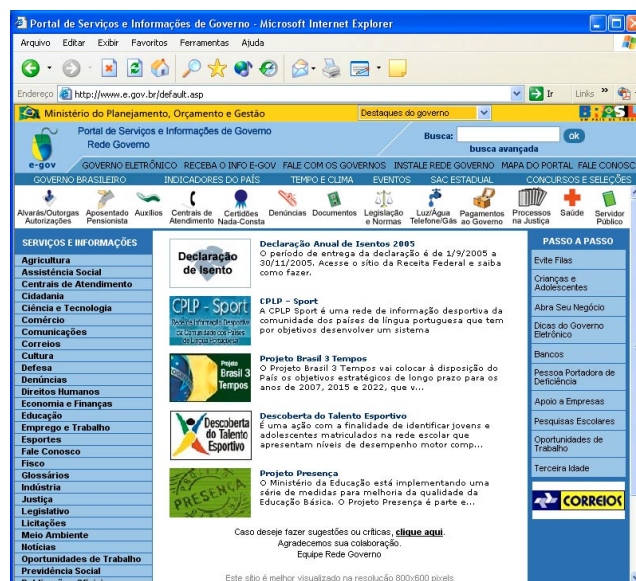 Portal de Serviços e Informações de Governo - Microsoft Internet Explorer
Arquivo Editar Exibir Favoritos Ferramentas Ajuda
Endereço http://www.e.gov.br/default.asp Ir Links »
Ministério do Planejamento, Orçamento e Gestão Destaques do governo BRASIL
Portal de Serviços e Informações de Governo
Rede Governo
Busca: ok
busca avançada
e-gov
GOVERNO ELETRÔNICO RECEBA O INFO E-GOV FALE COM OS GOVERNOS INSTALE REDE GOVERNO MAPA DO PORTAL FALE CONOSC
GOVERNO BRASILEIRO INDICADORES DO PAÍS TEMPO E CLIMA EVENTOS SAC ESTADUAL CONCURSOS E SELEÇÕES
Alvarás/Outorgas Autorizações
Aposentado Pensionista
Auxílios
Centrais de Atendimento
Certidões Nada-Consta
Denúncias
Documentos
Legislação e Normas
Luz/Água Telefone/Gás
Pagamentos ao Governo
Processos na Justiça
Saúde
Servidor Público
SERVIÇOS E INFORMAÇÕES
Agricultura
Assistência Social
Centrais de Atendimento
Cidadania
Ciência e Tecnologia
Comércio
Comunicações
Correios
Cultura
Defesa
Denúncias
Direitos Humanos
Economia e Finanças
Educação
Emprego e Trabalho
Esportes
Fale Conosco
Fisco
Glossários
Indústria
Justiça
Legislativo
Licitações
Meio Ambiente
Notícias
Oportunidades de Trabalho
Previdência Social
Declaração
de Isento
Declaração Anual de Isentos 2005
O período de entrega da declaração é de 1/9/2005 a
30/11/2005. Acesse o sítio da Receita Federal e saiba
como fazer.
CPLP - Sport
Rede de Informação Desportiva
da Comunidade dos Países
de Língua Portuguesa
CPLP - Sport
A CPLP Sport é uma rede de informação desportiva da
comunidade dos países de língua portuguesa que tem
por objetivos desenvolver um sistema
Projeto
Brasil 3
Tempos
Projeto Brasil 3 Tempos
O Projeto Brasil 3 Tempos vai colocar à disposição do
País os objetivos estratégicos de longo prazo para os
anos de 2007, 2015 e 2022, que v...
Descoberta
do Talento
Esportivo
Descoberta do Talento Esportivo
É uma ação com a finalidade de identificar jovens e
adolescentes matriculados na rede escolar que
apresentam níveis de desempenho motor comp...
PRESENÇA
Projeto Presença
O Ministério da Educação está implementando uma
série de medidas para melhoria da qualidade da
Educação Básica. O Projeto Presença é parte e...
Caso deseje fazer sugestões ou críticas, clique aqui.
Agradecemos sua colaboração.
Equipe Rede Governo
Este sítio é melhor visualizado na resolução 800x600 pixels
PASSO A PASSO
Evite Filas
Crianças e
Adolescentes
Abra Seu Negócio
Dicas do Governo
Eletrônico
Bancos
Pessoa Portadora de
Deficiência
Apoio a Empresas
Pesquisas Escolares
Oportunidades de
Trabalho
Terceira Idade
CORREIOS